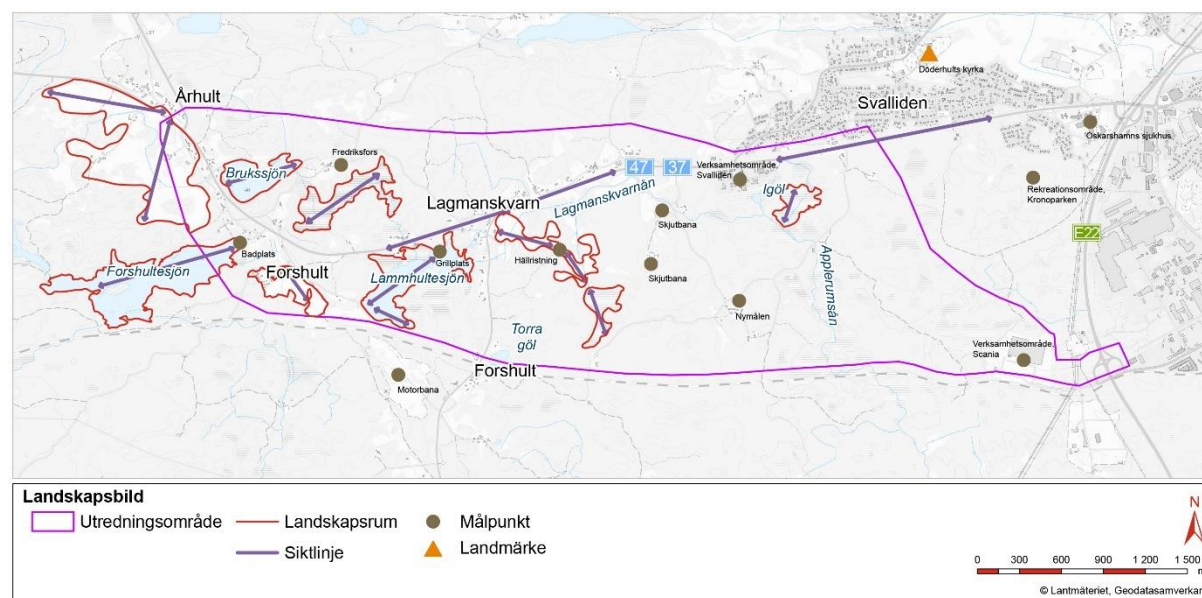 Döderhults kyrka
Århult
Svalliden
Oskarshamns sjukhus
Fredriksfors
Brukssjön
47 37
Verksamhetsområde,
Svalliden
Rekreationsområde,
Kronoparken
Igöl
Lagmanskvarn
Lagmanskvarnån
Skjutbana
E22
Badplats
Hällristning
Grillplats
Skjutbana
Forshultesjön
Forshult
Lammhultesjön
Applerumsån
Nymålen
Torra
göl
Verksamhetsområde,
Scania
Forshult
Motorbana
Landskapsbild
Utredningsområde
Landskapsrum
Målpunkt
Siktlinje
Landmärke
N
0 300 600 900 1 200 1 500
m
© Lantmäteriet, Geodatasamverkan